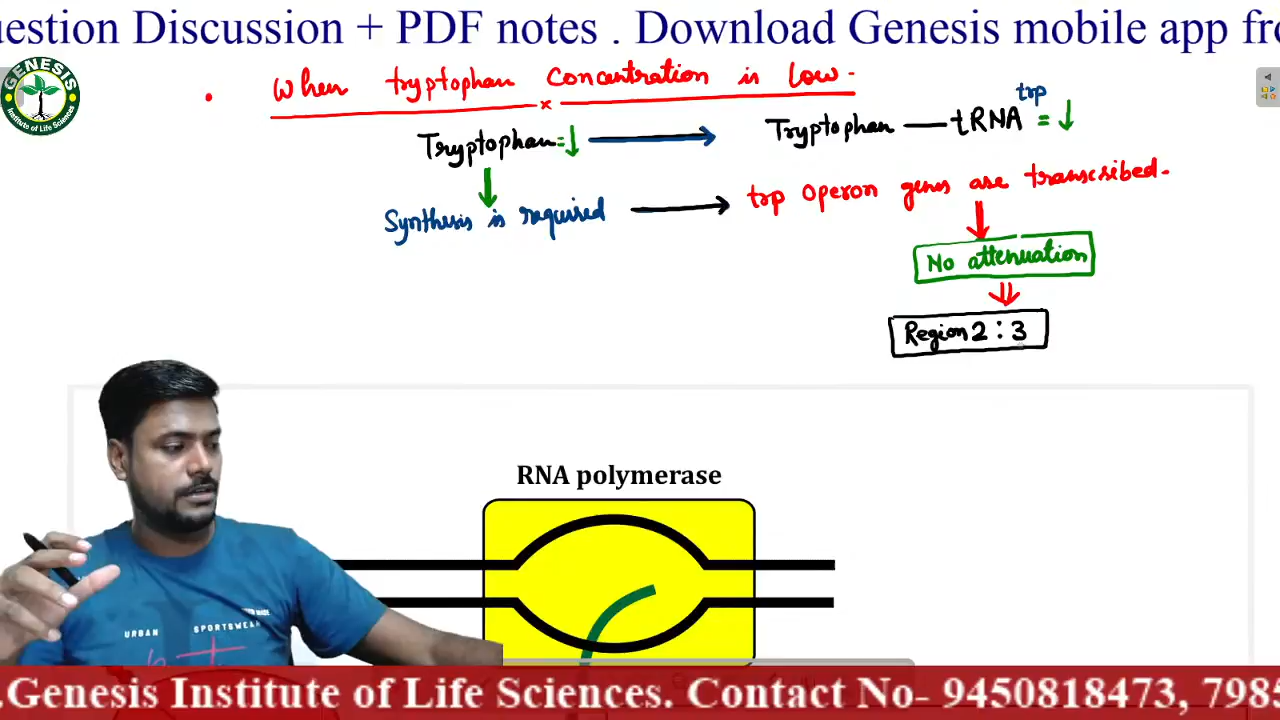 uestion Discussion + PDF notes . Download Genesis mobile app fro
GENESIS
Institute of Life Sciences
• When tryptophan concentration is low.
Tryptophan = ↓ → Tryptophan — tRNA trp = ↓
Synthesis is required → trp Operon genes are transcribed.
No attenuation
Region 2 : 3
RNA polymerase
URBAN SPORTSWEAR
.Genesis Institute of Life Sciences. Contact No- 9450818473, 7985